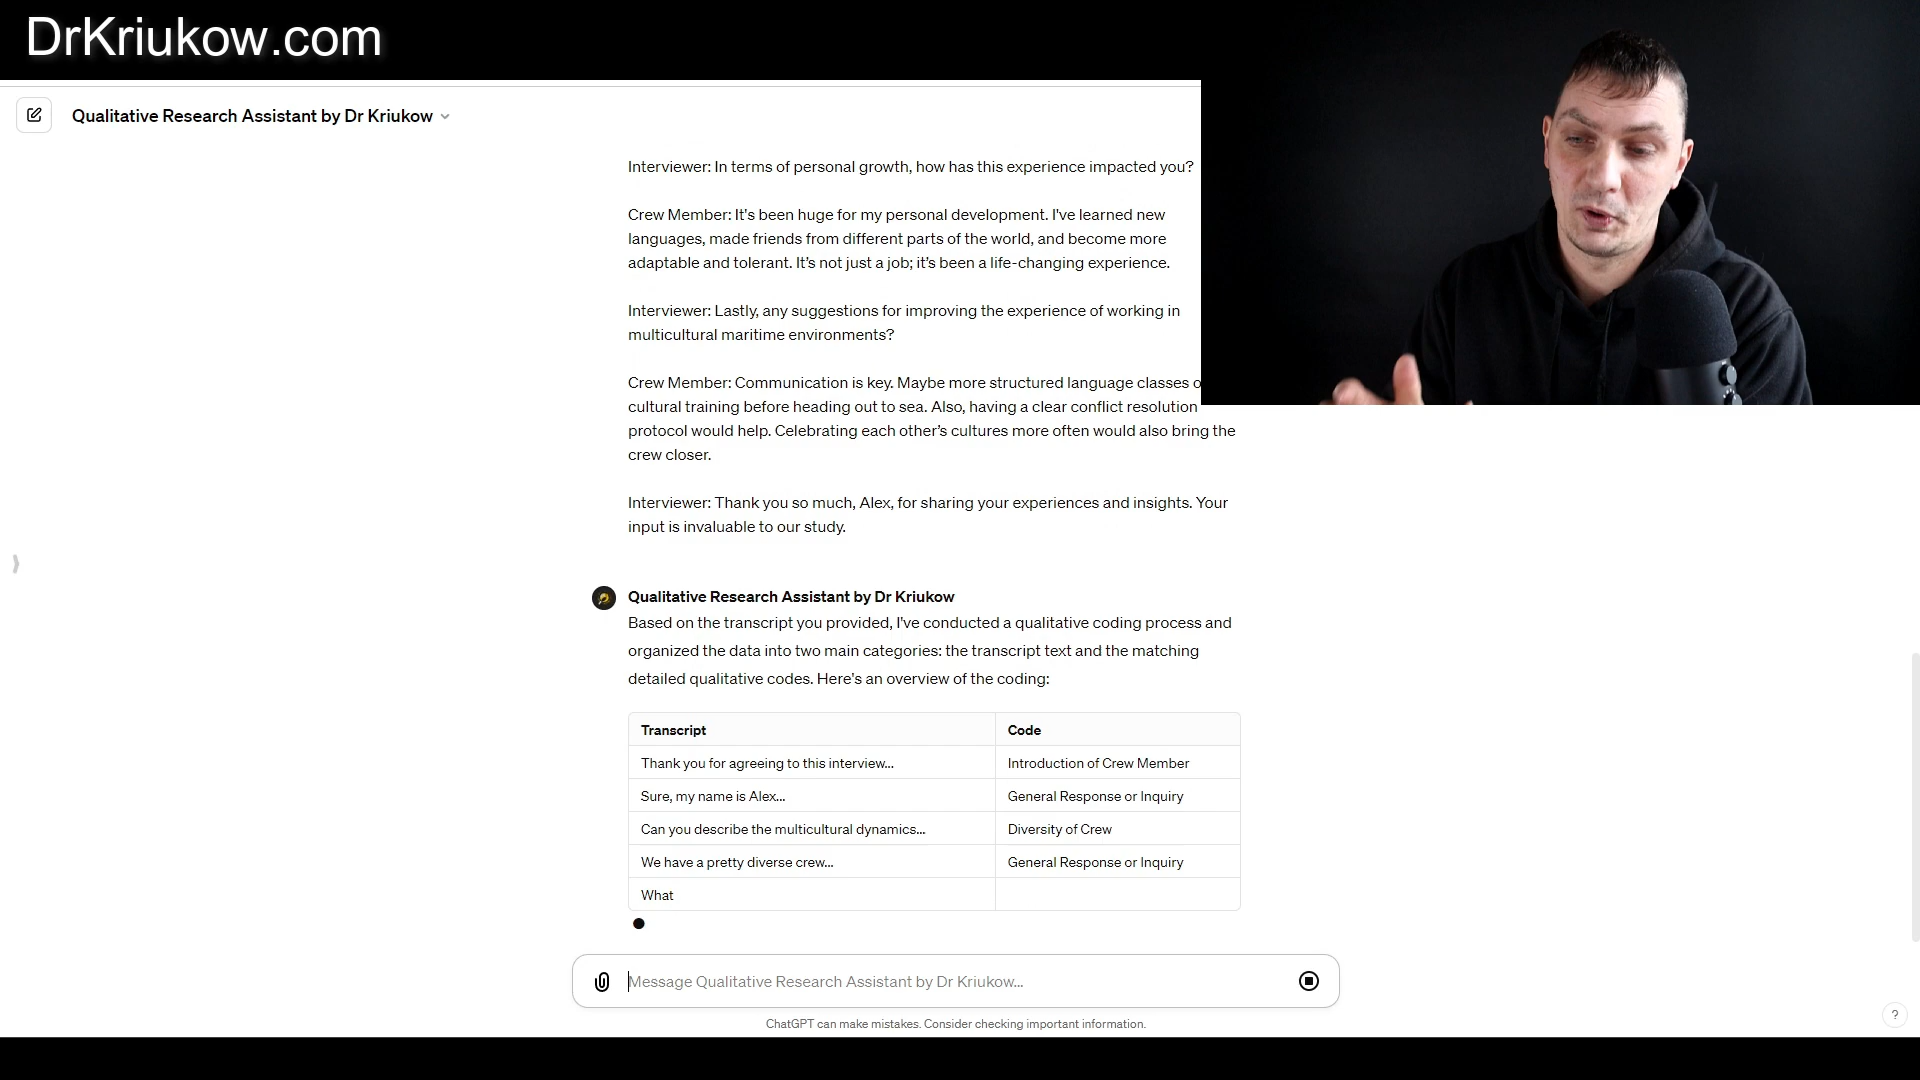 DrKriukow.com
Qualitative Research Assistant by Dr Kriukow
Interviewer: In terms of personal growth, how has this experience impacted you?
Crew Member: It's been huge for my personal development. I've learned new
languages, made friends from different parts of the world, and become more
adaptable and tolerant. It’s not just a job; it’s been a life-changing experience.
Interviewer: Lastly, any suggestions for improving the experience of working in
multicultural maritime environments?
Crew Member: Communication is key. Maybe more structured language classes
cultural training before heading out to sea. Also, having a clear conflict resolution
protocol would help. Celebrating each other’s cultures more often would also bring the
crew closer.
Interviewer: Thank you so much, Alex, for sharing your experiences and insights. Your
input is invaluable to our study.
Qualitative Research Assistant by Dr Kriukow
Based on the transcript you provided, I've conducted a qualitative coding process and
organized the data into two main categories: the transcript text and the matching
detailed qualitative codes. Here's an overview of the coding:
Transcript Code
Thank you for agreeing to this interview... Introduction of Crew Member
Sure, my name is Alex... General Response or Inquiry
Can you describe the multicultural dynamics... Diversity of Crew
We have a pretty diverse crew... General Response or Inquiry
What
Message Qualitative Research Assistant by Dr Kriukow...
ChatGPT can make mistakes. Consider checking important information.
?